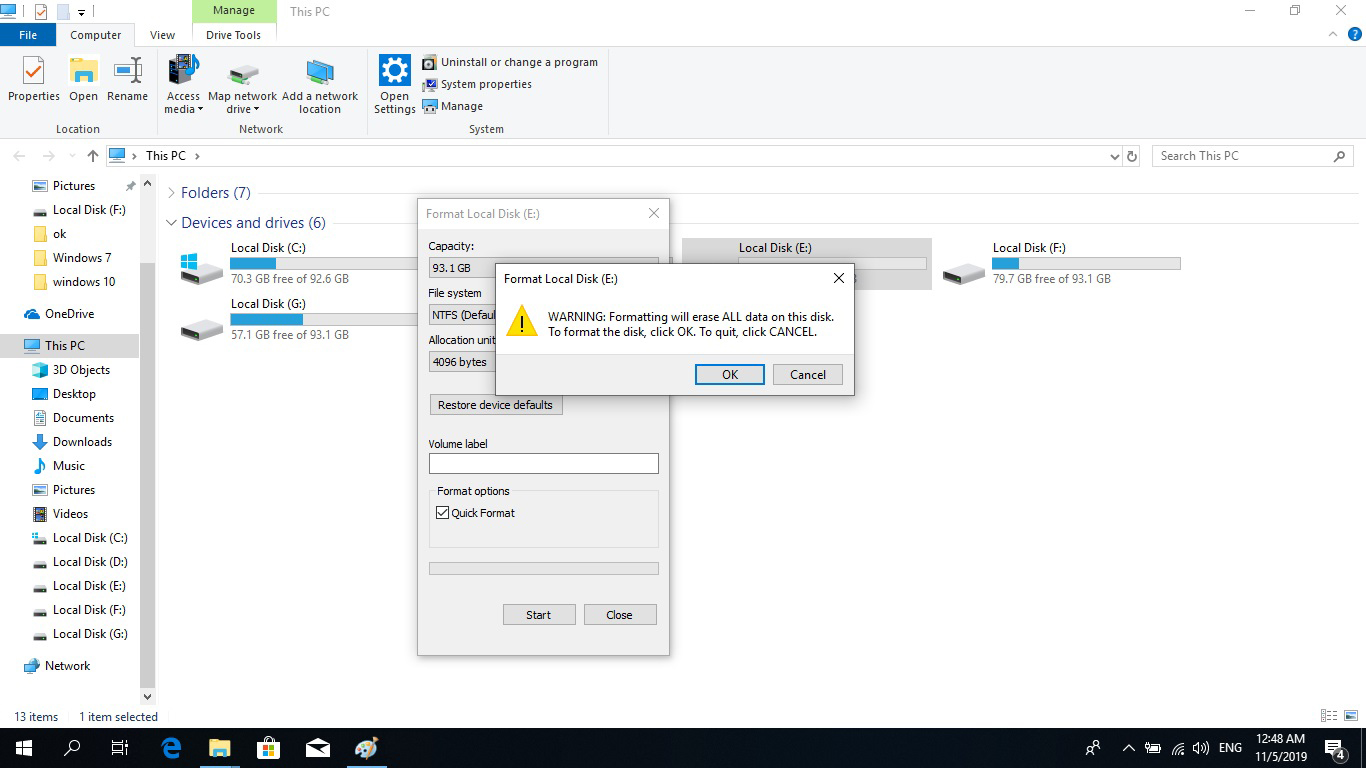 Manage
This PC
File
Computer
View
Drive Tools
Properties
Open
Rename
Access media
Map network drive
Add a network location
Open Settings
Uninstall or change a program
System properties
Manage
Location
Network
System
This PC
Search This PC
Pictures
Local Disk (F:)
ok
Windows 7
windows 10
OneDrive
This PC
3D Objects
Desktop
Documents
Downloads
Music
Pictures
Videos
Local Disk (C:)
Local Disk (D:)
Local Disk (E:)
Local Disk (F:)
Local Disk (G:)
Network
Folders (7)
Devices and drives (6)
Local Disk (C:)
70.3 GB free of 92.6 GB
Local Disk (E:)
Local Disk (F:)
79.7 GB free of 93.1 GB
Local Disk (G:)
57.1 GB free of 93.1 GB
Format Local Disk (E:)
Capacity:
93.1 GB
File system
NTFS (Defau
Allocation unit
4096 bytes
Restore device defaults
Volume label
Format options
Quick Format
Start
Close
Format Local Disk (E:)
WARNING: Formatting will erase ALL data on this disk.
To format the disk, click OK. To quit, click CANCEL.
OK
Cancel
13 items
1 item selected
ENG
12:48 AM
11/5/2019
4